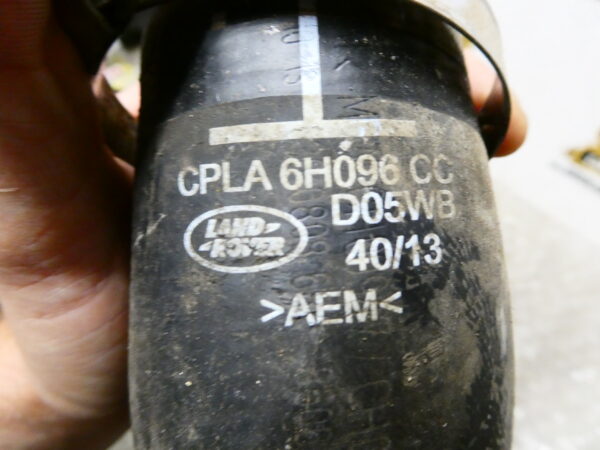 CPLA 6H096 CC
D05WB
LAND-
-ROVER
40/13
>AEM<